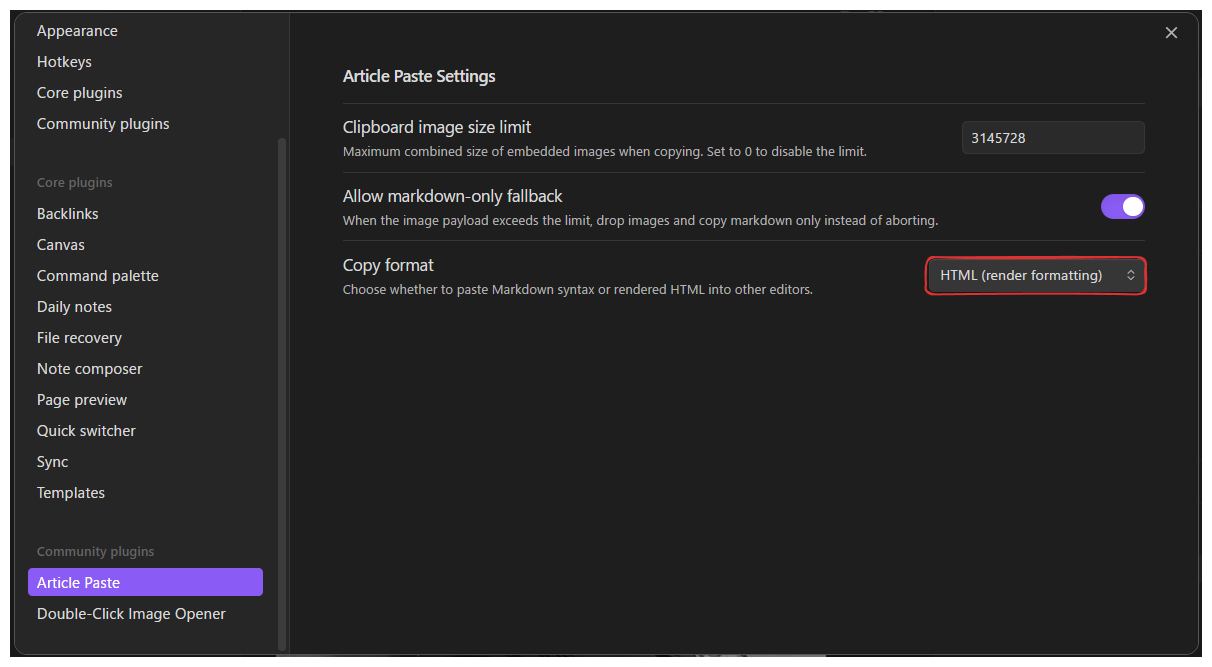 Appearance
Hotkeys
Core plugins
Community plugins
Core plugins
Backlinks
Canvas
Command palette
Daily notes
File recovery
Note composer
Page preview
Quick switcher
Sync
Templates
Community plugins
Article Paste
Double-Click Image Opener
Article Paste Settings
Clipboard image size limit
Maximum combined size of embedded images when copying. Set to 0 to disable the limit.
3145728
Allow markdown-only fallback
When the image payload exceeds the limit, drop images and copy markdown only instead of aborting.
Copy format
Choose whether to paste Markdown syntax or rendered HTML into other editors.
HTML (render formatting)